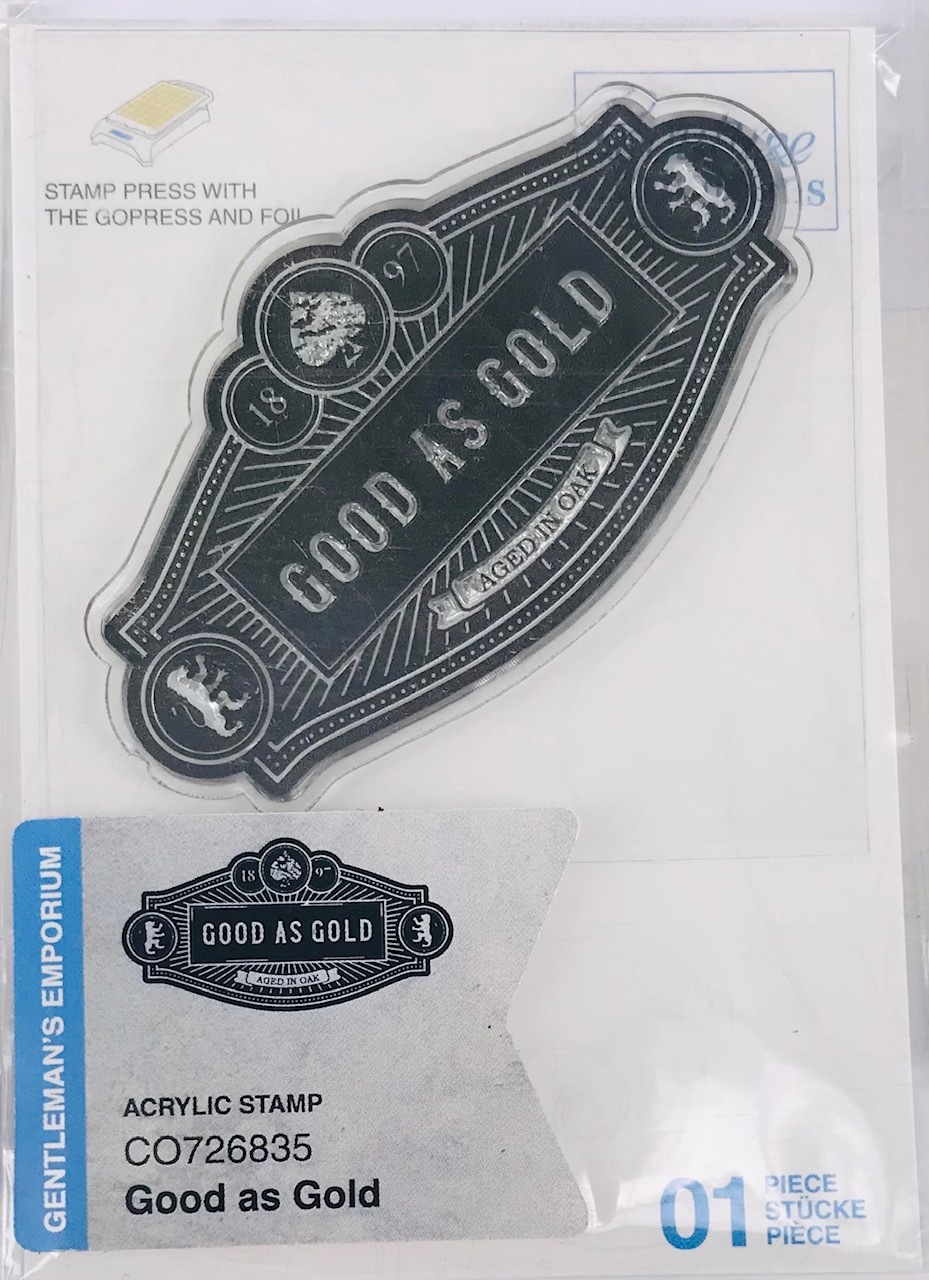 STAMP PRESS WITH
THE GOPRESS AND FOIL
18
97
GOOD AS GOLD
AGED IN OAK
GENTLEMAN'S EMPORIUM
18
GOOD AS GOLD
AGED IN OAK
ACRYLIC STAMP
CO726835
Good as Gold
01
PIECE
STÜCKE
PIÈCE